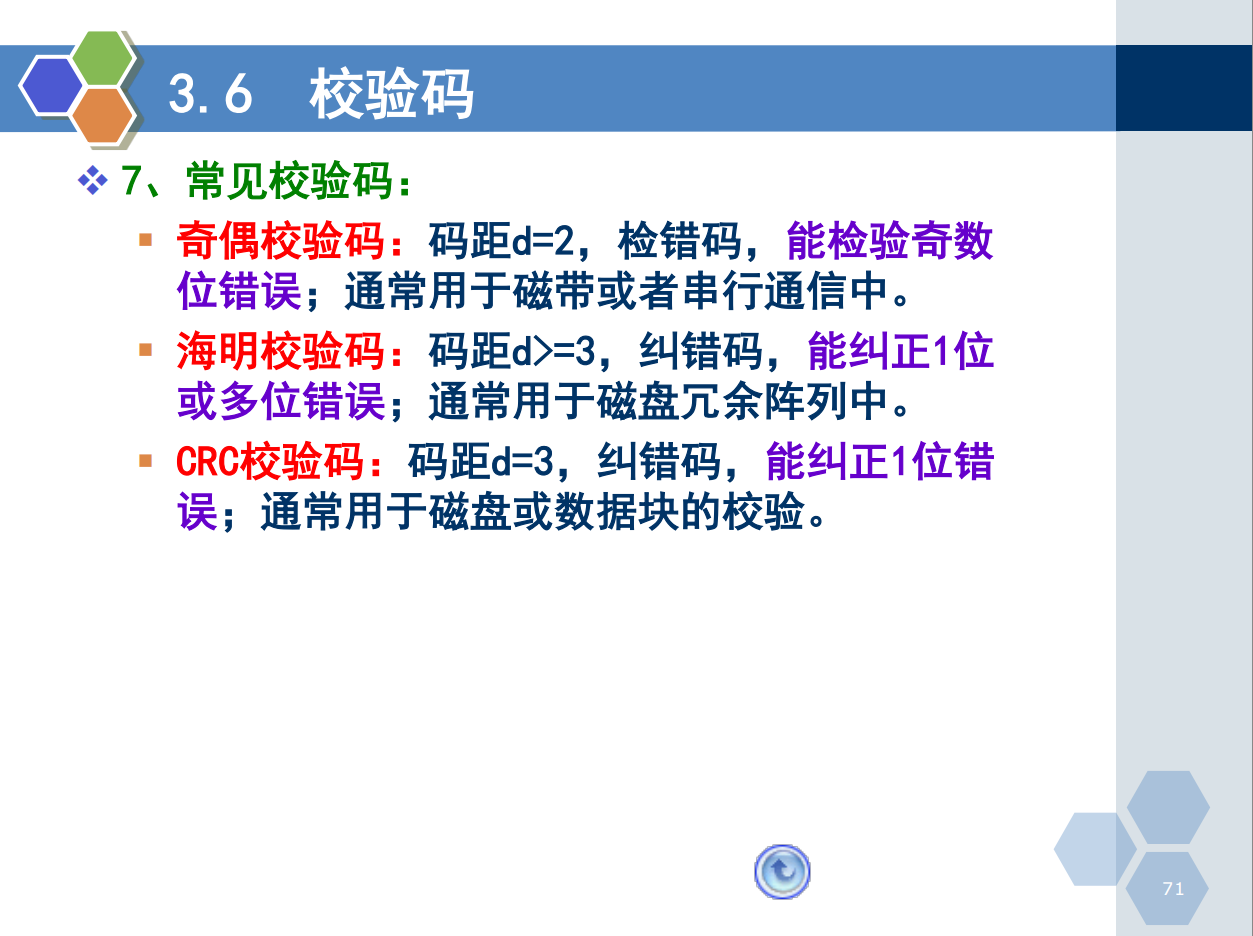 3.6 校验码
7、常见校验码：
奇偶校验码：码距d=2，检错码，能检验奇数
位错误；通常用于磁带或者串行通信中。
海明校验码：码距d>=3，纠错码，能纠正1位
或多位错误；通常用于磁盘冗余阵列中。
CRC校验码：码距d=3，纠错码，能纠正1位错
误；通常用于磁盘或数据块的校验。
71